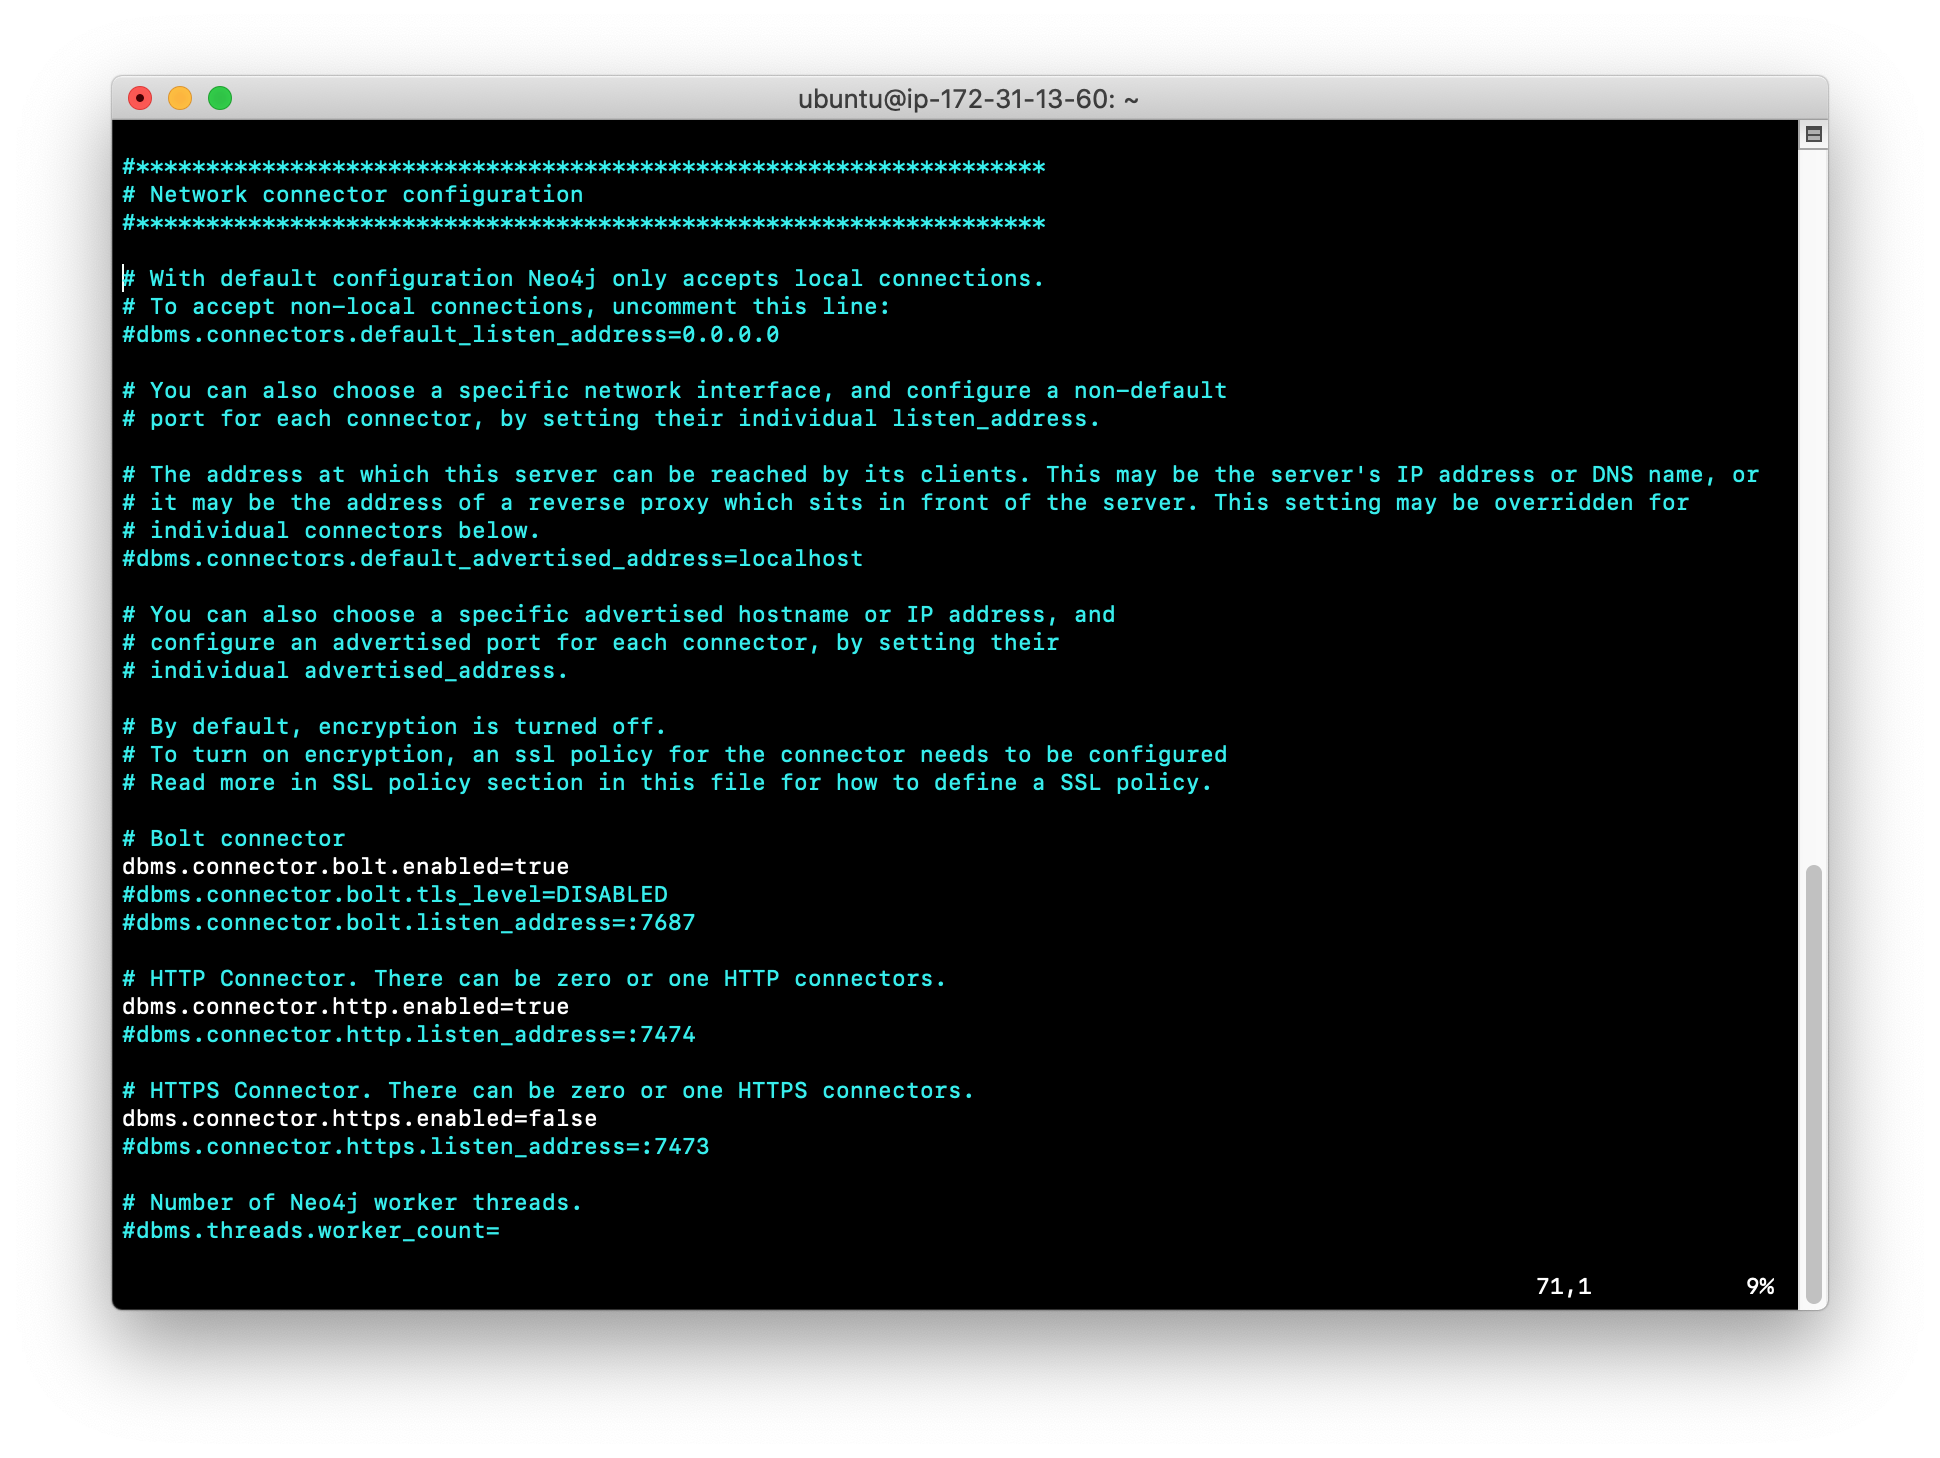 ubuntu@ip-172-31-13-60: ~
#*****************************************************************
# Network connector configuration
#*****************************************************************
# With default configuration Neo4j only accepts local connections.
# To accept non-local connections, uncomment this line:
#dbms.connectors.default_listen_address=0.0.0.0
# You can also choose a specific network interface, and configure a non-default
# port for each connector, by setting their individual listen_address.
# The address at which this server can be reached by its clients. This may be the server's IP address or DNS name, or
# it may be the address of a reverse proxy which sits in front of the server. This setting may be overridden for
# individual connectors below.
#dbms.connectors.default_advertised_address=localhost
# You can also choose a specific advertised hostname or IP address, and
# configure an advertised port for each connector, by setting their
# individual advertised_address.
# By default, encryption is turned off.
# To turn on encryption, an ssl policy for the connector needs to be configured
# Read more in SSL policy section in this file for how to define a SSL policy.
# Bolt connector
dbms.connector.bolt.enabled=true
#dbms.connector.bolt.tls_level=DISABLED
#dbms.connector.bolt.listen_address=:7687
# HTTP Connector. There can be zero or one HTTP connectors.
dbms.connector.http.enabled=true
#dbms.connector.http.listen_address=:7474
# HTTPS Connector. There can be zero or one HTTPS connectors.
dbms.connector.https.enabled=false
#dbms.connector.https.listen_address=:7473
# Number of Neo4j worker threads.
#dbms.threads.worker_count=
71,1 9%